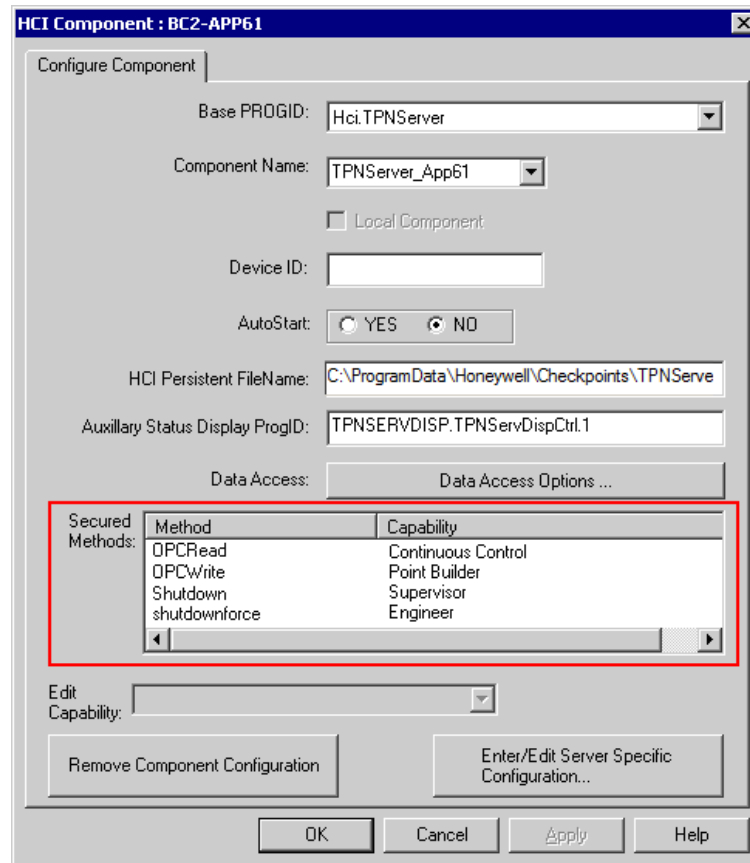 HCI Component : BC2-APP61
Configure Component
Base PROGID: Hci.TPNServer
Component Name: TPNServer_App61
Local Component
Device ID:
AutoStart: YES NO
HCI Persistent FileName: C:\ProgramData\Honeywell\Checkpoints\TPNServe
Auxillary Status Display ProgID: TPNSERVDISP.TPNServDispCtrl.1
Data Access: Data Access Options ...
Secured Methods:
Method Capability
OPCRead Continuous Control
OPCWrite Point Builder
Shutdown Supervisor
shutdownforce Engineer
Edit Capability:
Remove Component Configuration
Enter/Edit Server Specific Configuration...
OK Cancel Apply Help